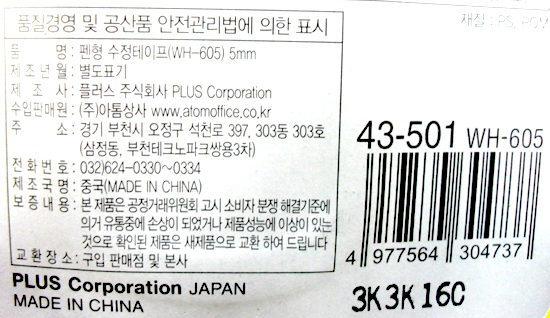 품질경영 및 공산품 안전관리법에 의한 표시
재질 : PS, POM
품 명 : 펜형 수정테이프(WH-605) 5mm
제 조 년 월 : 별도표기
제 조 사 : 플러스 주식회사 PLUS Corporation
수입판매원 : (주)아톰상사 www.atomoffice.co.kr
주 소 : 경기 부천시 오정구 석천로 397, 303동 303호
(삼정동, 부천테크노파크쌍용3차)
전 화 번 호 : 032)624-0330~0334
제 조 국 명 : 중국(MADE IN CHINA)
보 증 내 용 : 본 제품은 공정거래위원회 고시 소비자 분쟁 해결기준에
의거 유통중에 손상이 되었거나 제품성능에 이상이 있는
것으로 확인된 제품은 새제품으로 교환 하여 드립니다
교 환 장 소 : 구입 판매점 및 본사
43-501 WH-605
4 977564 304737
PLUS Corporation JAPAN
MADE IN CHINA
3K3K16C